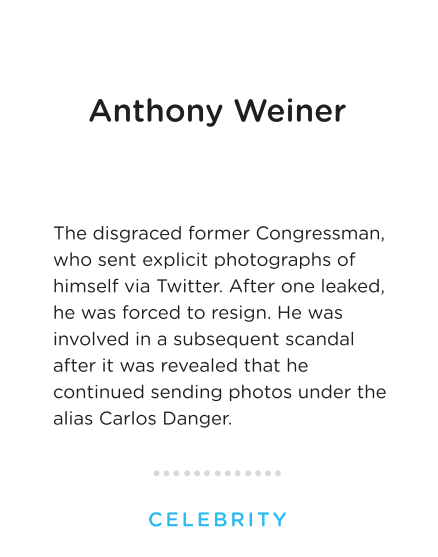 Anthony Weiner
The disgraced former Congressman,
who sent explicit photographs of
himself via Twitter. After one leaked,
he was forced to resign. He was
involved in a subsequent scandal
after it was revealed that he
continued sending photos under the
alias Carlos Danger.
CELEBRITY